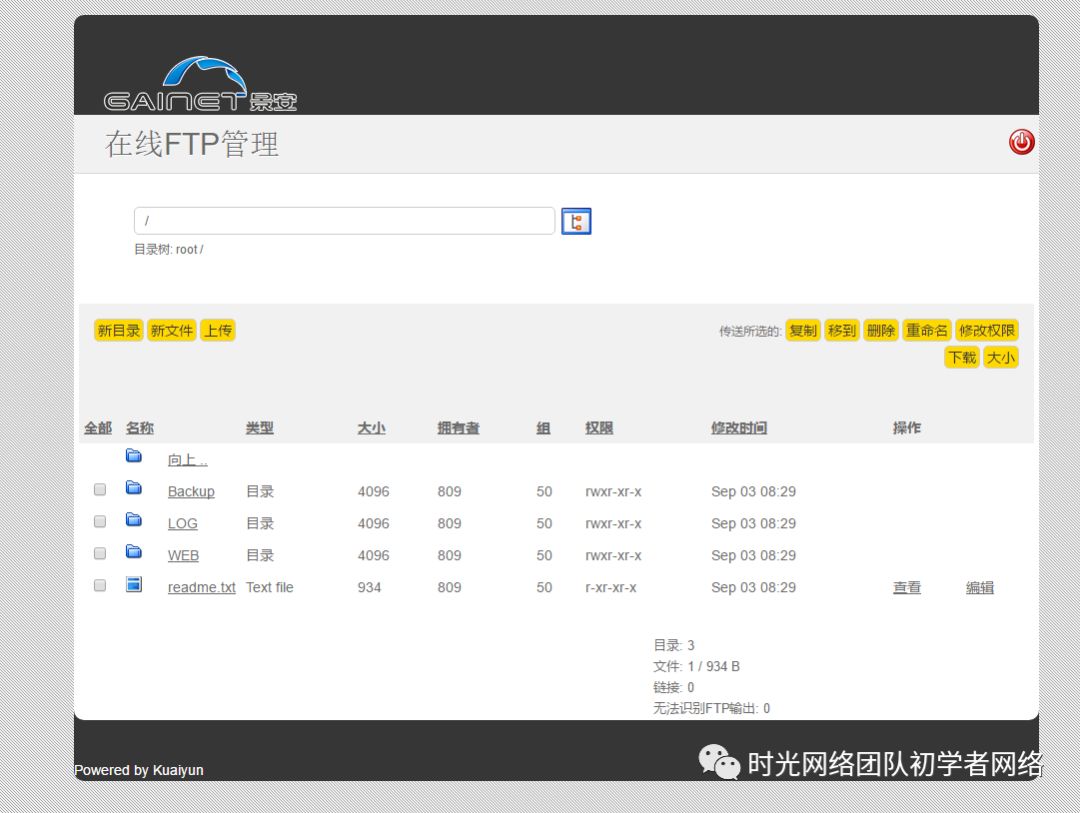 GAINET 景安
在线FTP管理
/
目录树: root /
新目录 新文件 上传 传送所选的: 复制 移到 删除 重命名 修改权限
下载 大小
全部 名称 类型 大小 拥有者 组 权限 修改时间 操作
向上 ..
Backup 目录 4096 809 50 rwxr-xr-x Sep 03 08:29
LOG 目录 4096 809 50 rwxr-xr-x Sep 03 08:29
WEB 目录 4096 809 50 rwxr-xr-x Sep 03 08:29
readme.txt Text file 934 809 50 r-xr-xr-x Sep 03 08:29 查看 编辑
目录: 3
文件: 1 / 934 B
链接: 0
无法识别FTP输出: 0
Powered by Kuaiyun
时光网络团队初学者网络